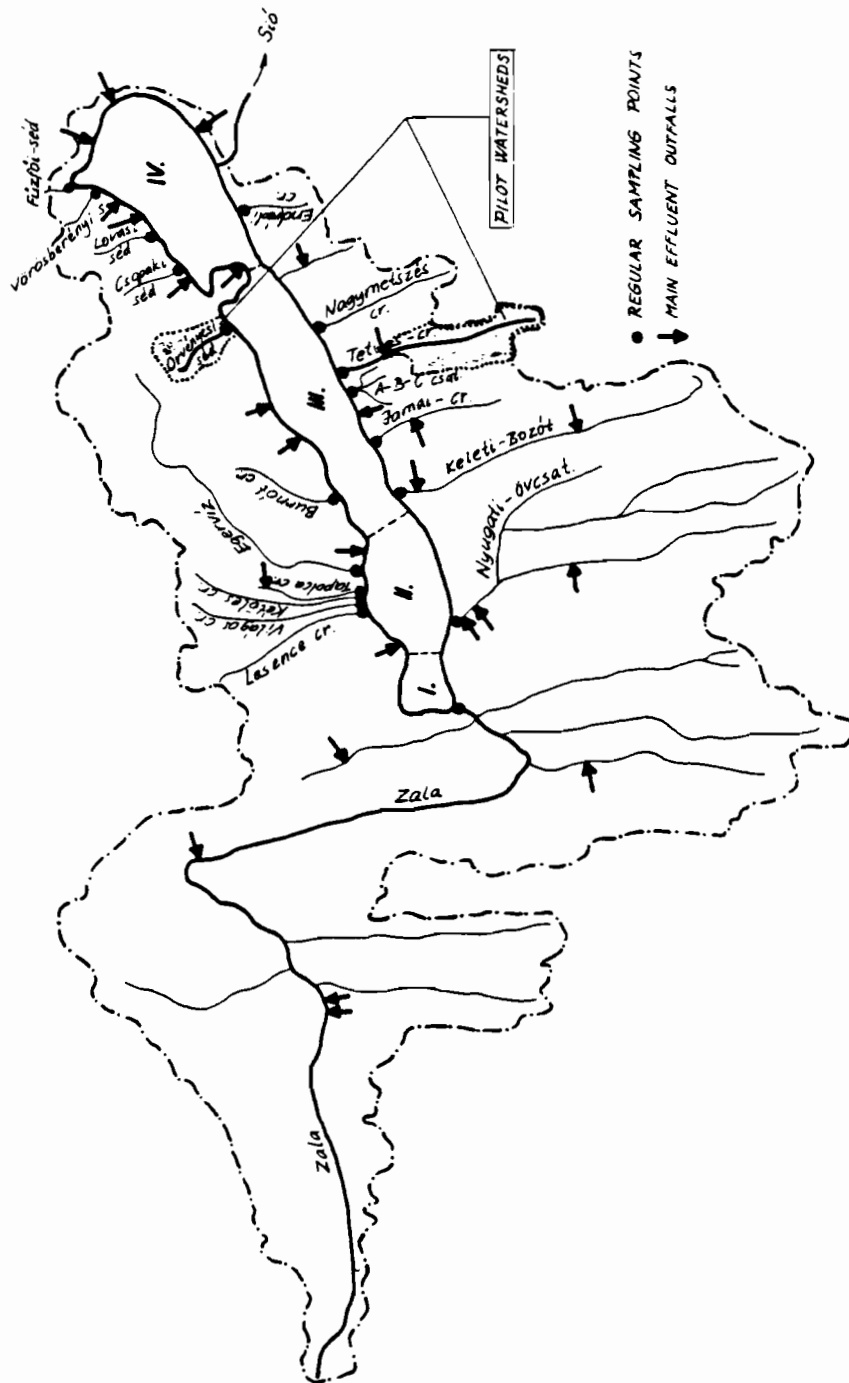 Sió
Fűzfői-séd
Vörösberényi s.
Lovasi
séd
Csopaki
séd
IV.
Endrédi
cr.
PILOT WATERSHEDS
Örvényesi
séd
Nagymetszés
cr.
Tetves-cr.
A-B-C csat
Jamai-cr.
III.
REGULAR SAMPLING POINTS
MAIN EFFLUENT OUTFALLS
Burnót cr.
Keleti-Bozót
Egervíz
Nyugati-Övcsat.
Tapolca cr.
Kétöles cr.
Világos cr.
Lesence cr.
II.
I.
Zala
Zala